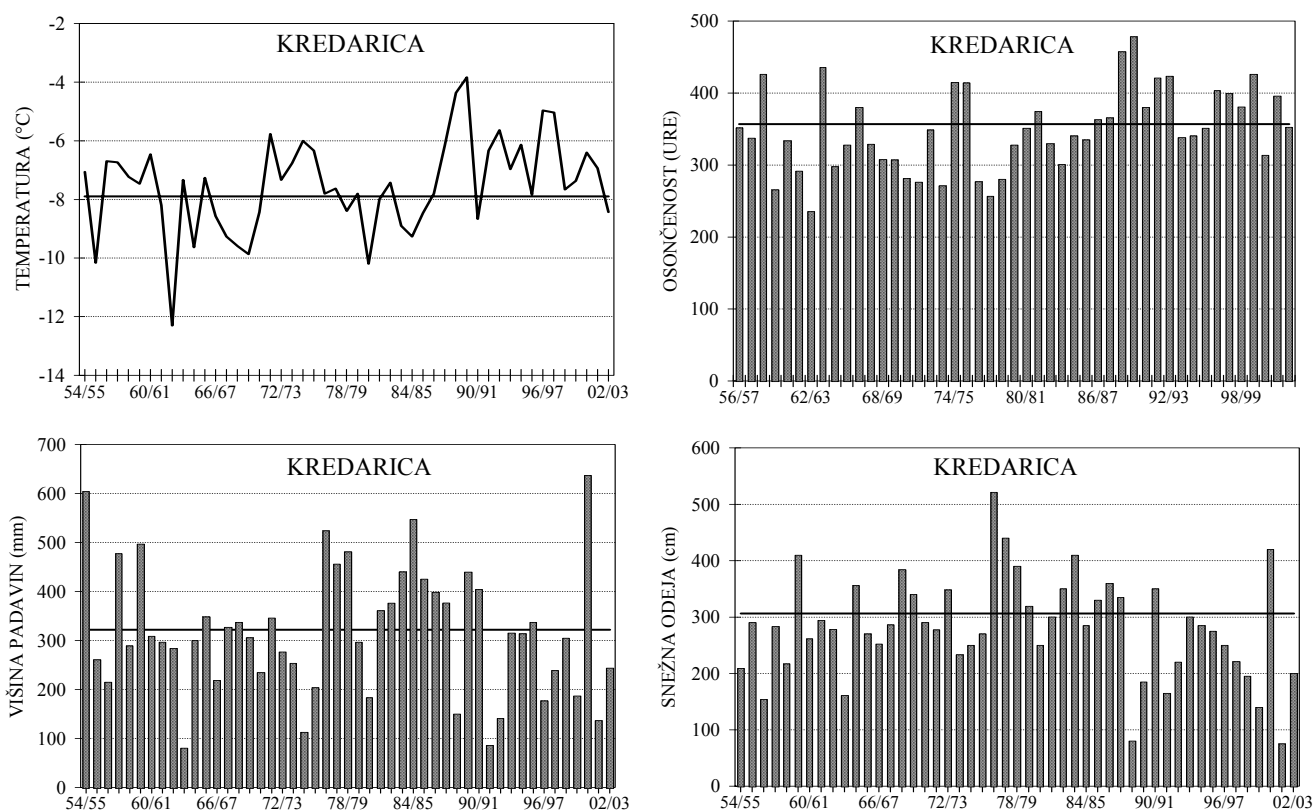 KREDARICA
TEMPERATURA (°C)
-2
-4
-6
-8
-10
-12
-14
54/55 60/61 66/67 72/73 78/79 84/85 90/91 96/97 02/03
KREDARICA
OSONČENOST (URE)
500
400
300
200
100
0
56/57 62/63 68/69 74/75 80/81 86/87 92/93 98/99
KREDARICA
VIŠINA PADAVIN (mm)
700
600
500
400
300
200
100
0
54/55 60/61 66/67 72/73 78/79 84/85 90/91 96/97 02/03
KREDARICA
SNEŽNA ODEJA (cm)
600
500
400
300
200
100
0
54/55 60/61 66/67 72/73 78/79 84/85 90/91 96/97 02/03